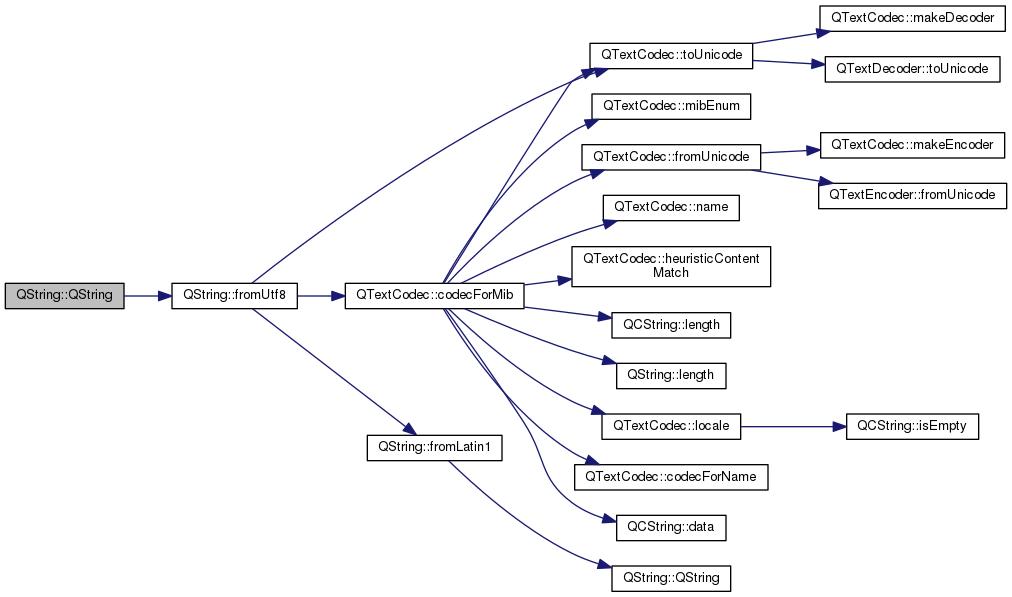 QTextCodec::makeDecoder
QTextCodec::toUnicode
QTextDecoder::toUnicode
QTextCodec::mibEnum
QTextCodec::makeEncoder
QTextCodec::fromUnicode
QTextEncoder::fromUnicode
QTextCodec::name
QTextCodec::heuristicContent
Match
QString::QString
QString::fromUtf8
QTextCodec::codecForMib
QCString::length
QString::length
QTextCodec::locale
QCString::isEmpty
QString::fromLatin1
QTextCodec::codecForName
QCString::data
QString::QString